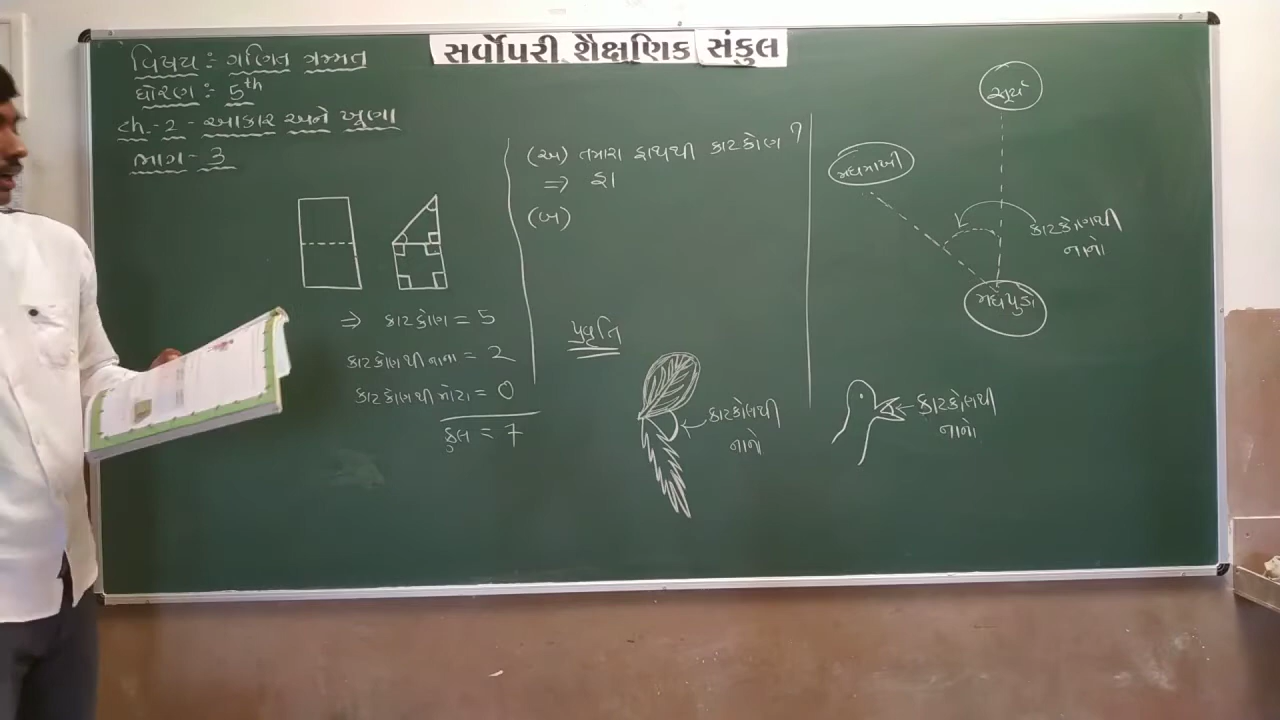 સર્વોપરી શૈક્ષણિક સંકુલ
વિષય : ગણિત ગમ્મત
ધોરણ : 5th
ch.-2 - આકાર અને ખૂણા
ભાગ- 3
⇒ કાટકોણ = 5
કાટકોણથી નાના = 2
કાટકોણથી મોટા = 0
કુલ = 7
(અ) તમારા હાથથી કાટકોણ ?
⇒ હા
(બ)
પ્રવૃતિ
કાટકોણથી
નાનો
સૂર્ય
મધમાખી
કાટકોણથી
નાનો
મધપુડો
કાટકોણથી
નાનો